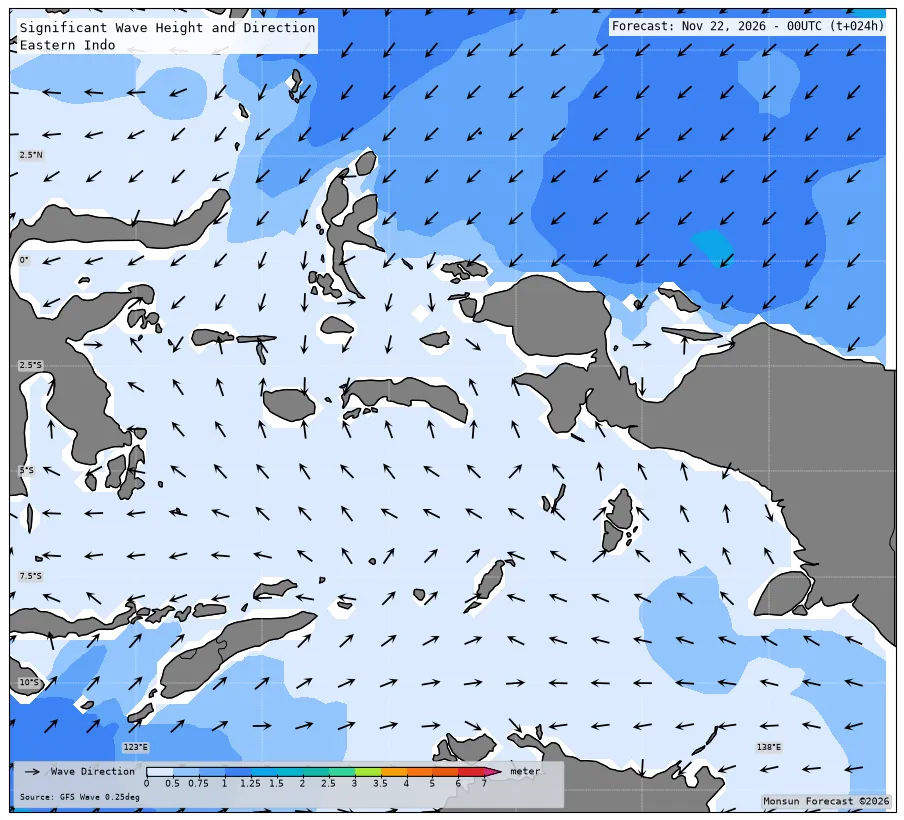 Significant Wave Height and Direction
Eastern Indo
Forecast: Nov 22, 2026 - 00UTC (t+024h)
2.5°N
0°
2.5°S
5°S
7.5°S
10°S
123°E
138°E
Wave Direction
meter
0 0.5 0.75 1 1.25 1.5 2 2.5 3 3.5 4 5 6 7
Source: GFS Wave 0.25deg
Monsun Forecast ©2026